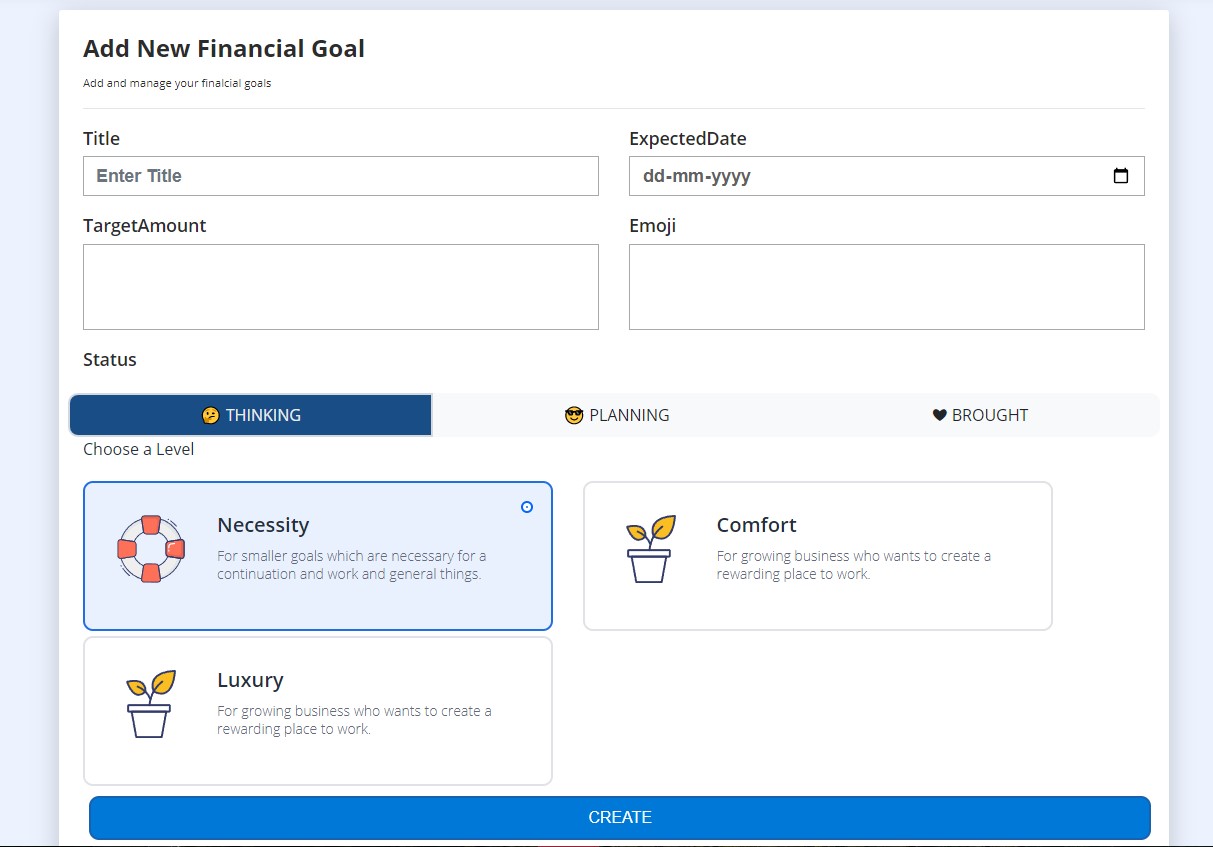 Add New Financial Goal
Add and manage your finalcial goals
Title
ExpectedDate
Enter Title
dd-mm-yyyy
TargetAmount
Emoji
Status
🤔 THINKING
😎 PLANNING
🖤 BROUGHT
Choose a Level
Necessity
For smaller goals which are necessary for a
continuation and work and general things.
Comfort
For growing business who wants to create a
rewarding place to work.
Luxury
For growing business who wants to create a
rewarding place to work.
CREATE